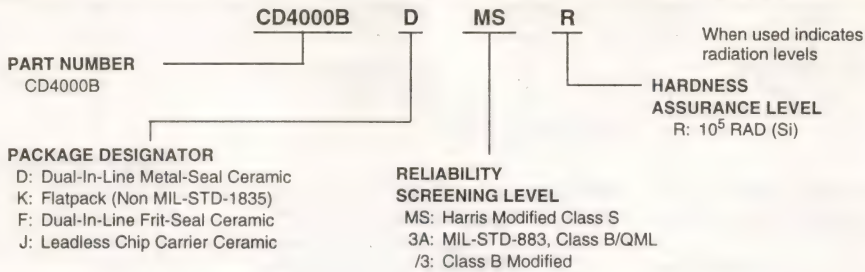 CD4000B D MS R
When used indicates
radiation levels
PART NUMBER
CD4000B
HARDNESS
ASSURANCE LEVEL
R: 10⁵ RAD (Si)
PACKAGE DESIGNATOR
D: Dual-In-Line Metal-Seal Ceramic
K: Flatpack (Non MIL-STD-1835)
F: Dual-In-Line Frit-Seal Ceramic
J: Leadless Chip Carrier Ceramic
RELIABILITY
SCREENING LEVEL
MS: Harris Modified Class S
3A: MIL-STD-883, Class B/QML
/3: Class B Modified